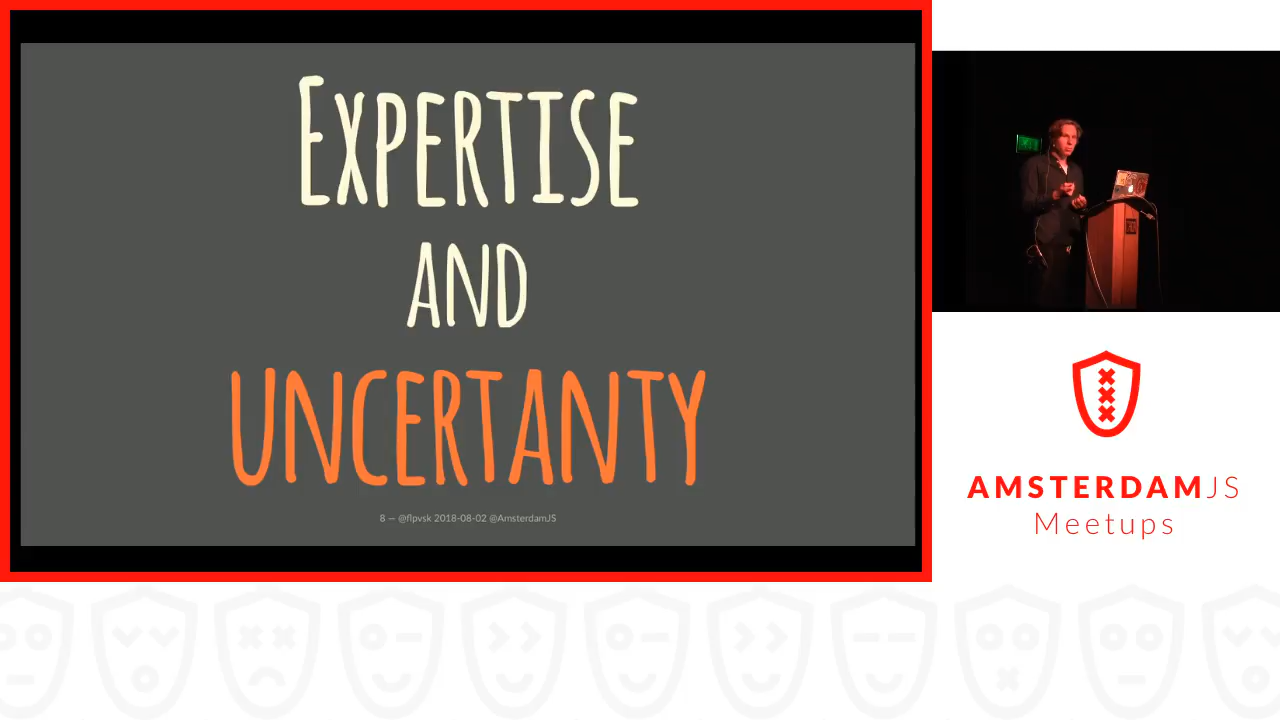 EXPERTISE
AND
UNCERTANTY
8 — @flpvsk 2018-08-02 @AmsterdamJS
AMSTERDAMJS
Meetups